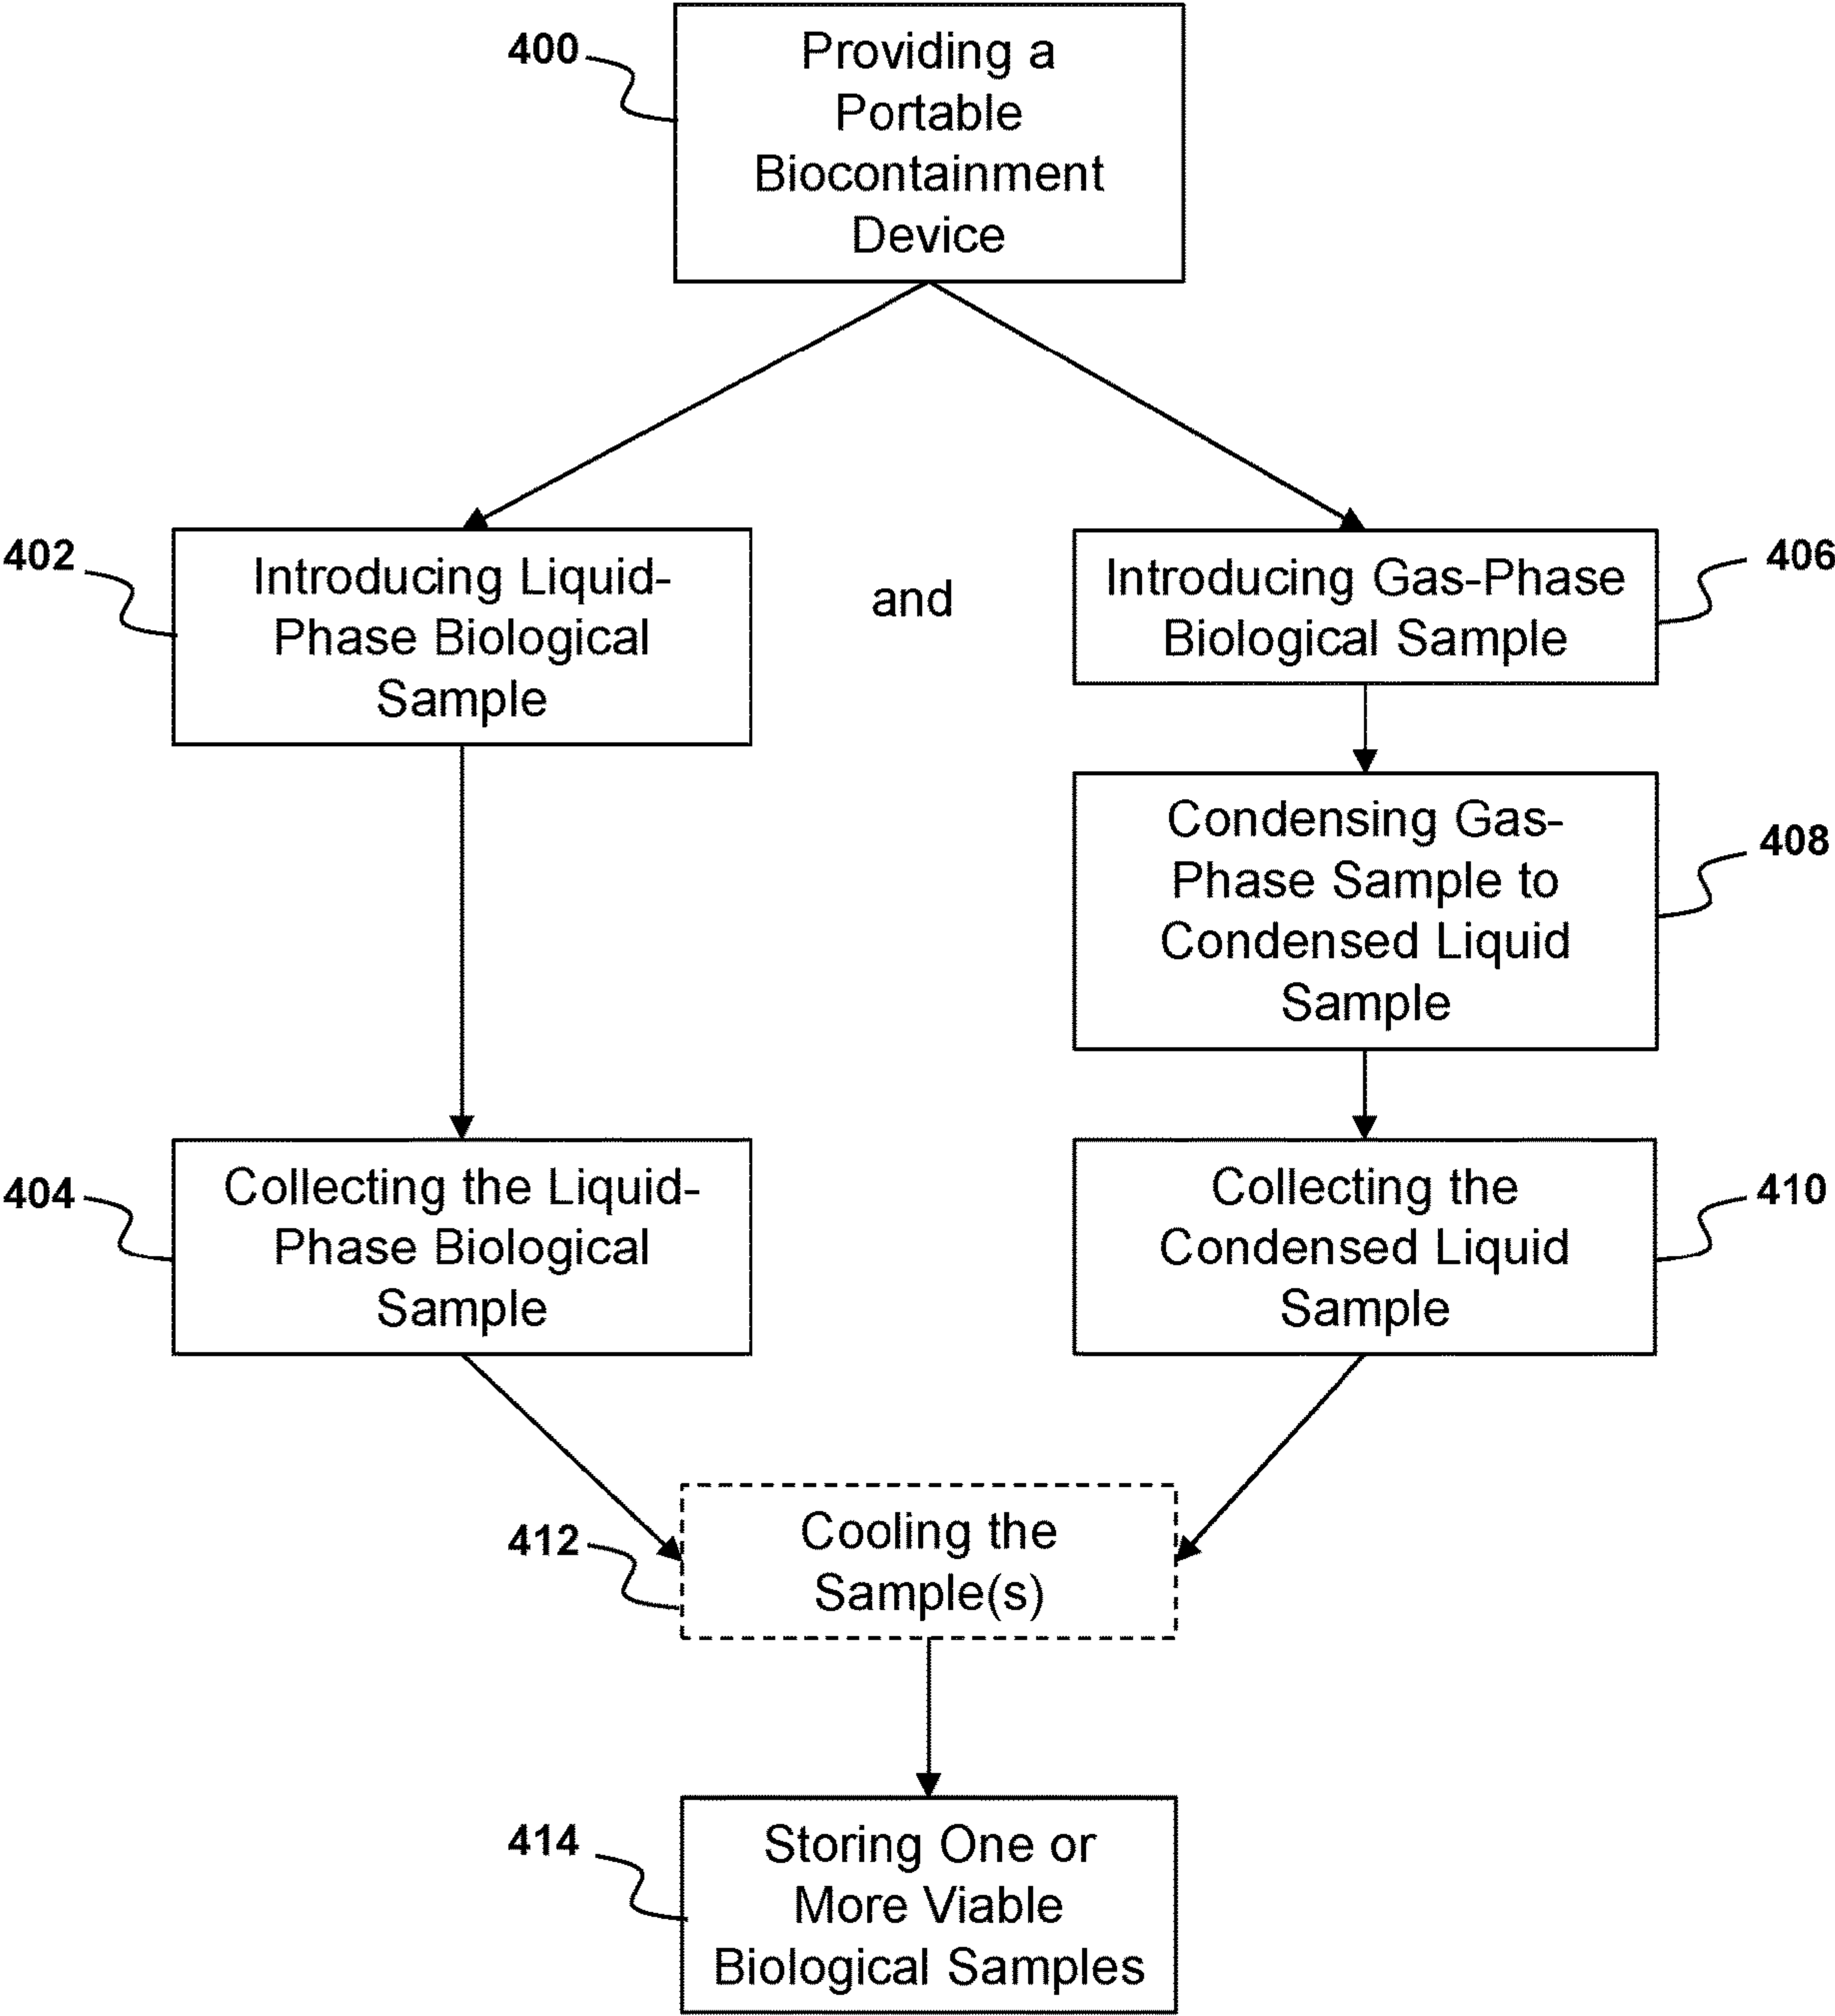 400
Providing a
Portable
Biocontainment
Device
402
Introducing Liquid-
Phase Biological
Sample
and
Introducing Gas-Phase
Biological Sample
406
Condensing Gas-
Phase Sample to
Condensed Liquid
Sample
408
404
Collecting the Liquid-
Phase Biological
Sample
Collecting the
Condensed Liquid
Sample
410
412
Cooling the
Sample(s)
414
Storing One or
More Viable
Biological Samples